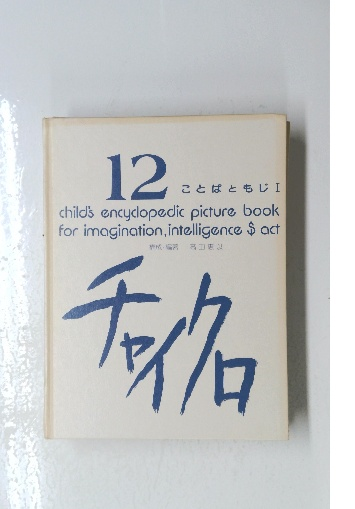 12 ことばともじ I
child's encyclopedic picture book
for imagination, intelligence $ act
チャイクロ